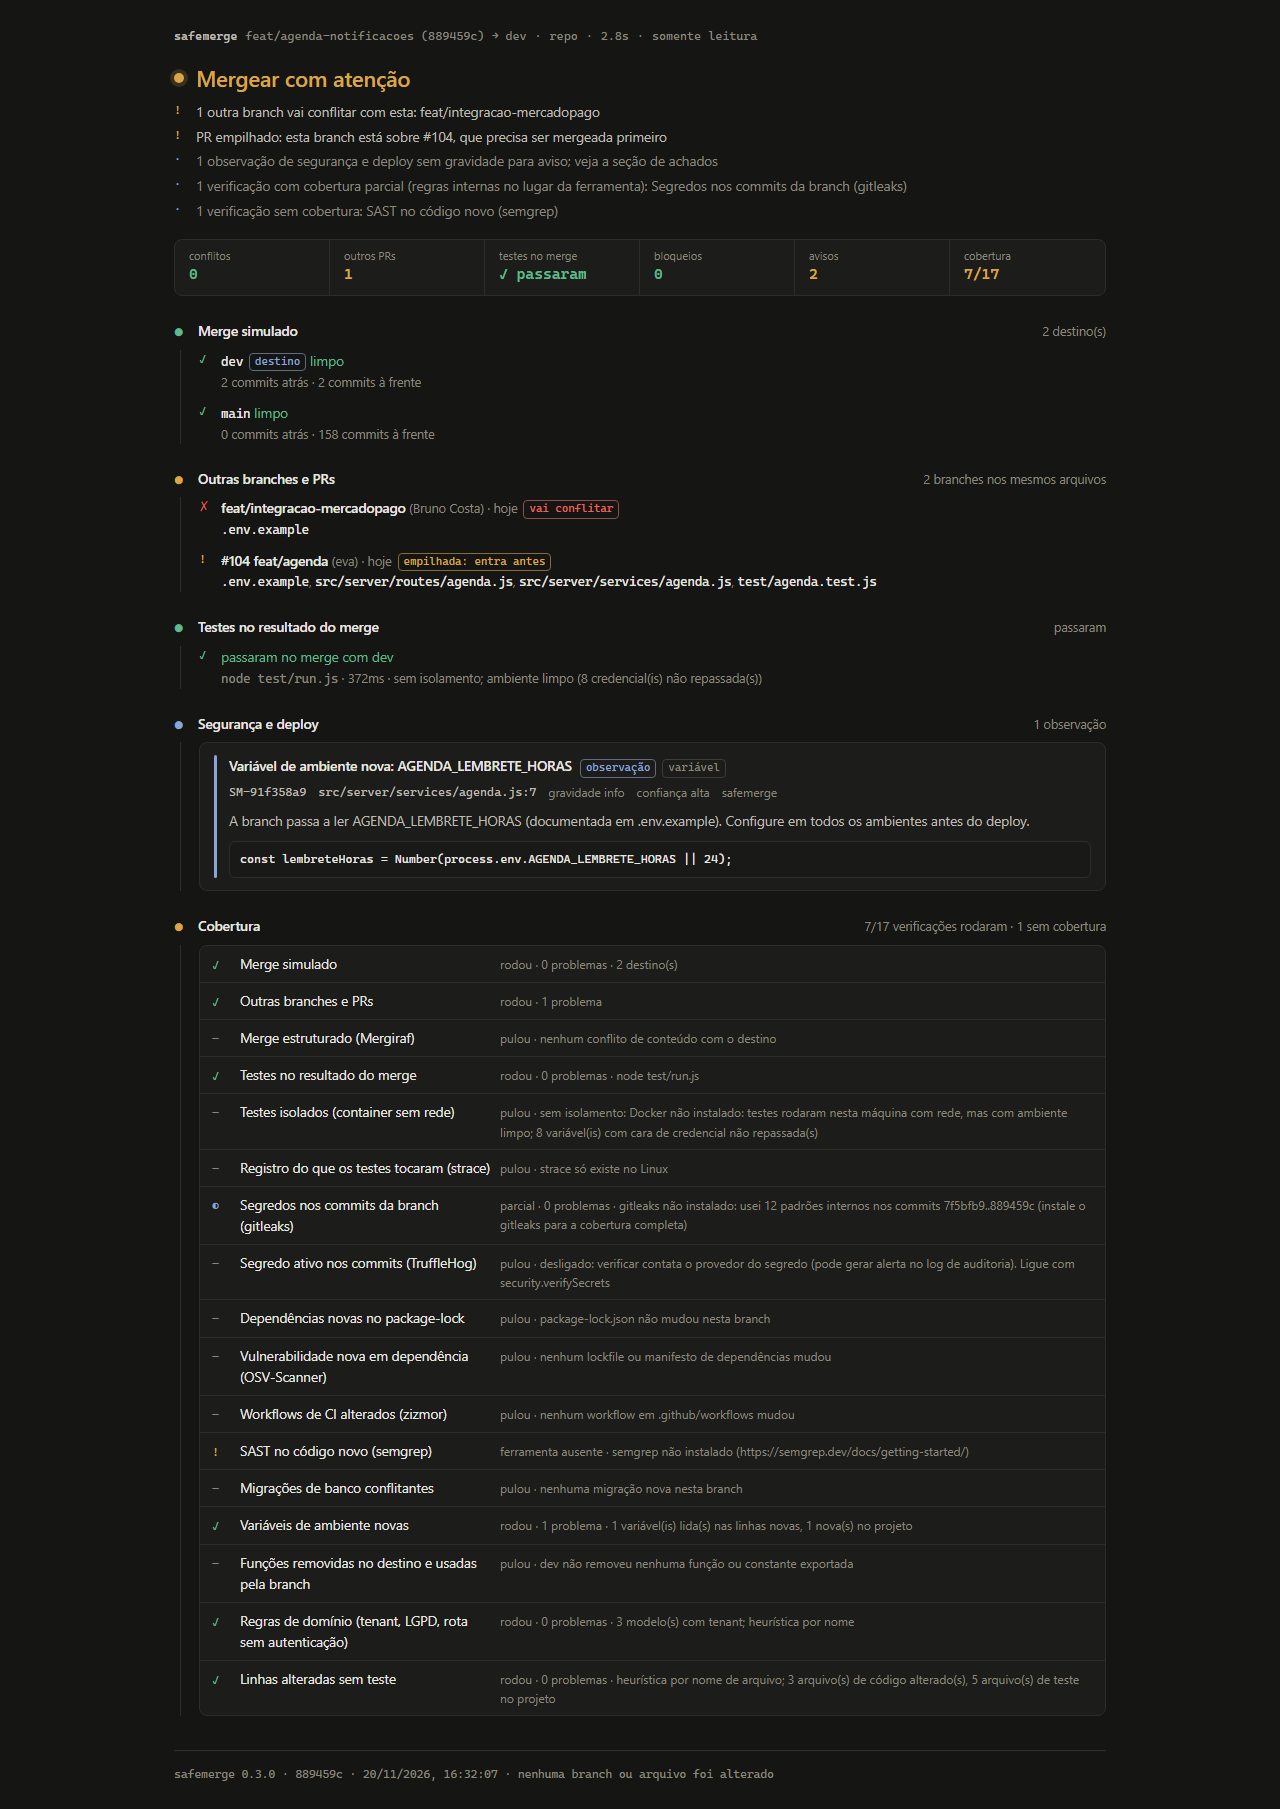 safemerge feat/agenda-notificacoes (889459c) → dev · repo · 2.8s · somente leitura
Mergear com atenção
! 1 outra branch vai conflitar com esta: feat/integracao-mercadopago
! PR empilhado: esta branch está sobre #104, que precisa ser mergeada primeiro
· 1 observação de segurança e deploy sem gravidade para aviso; veja a seção de achados
· 1 verificação com cobertura parcial (regras internas no lugar da ferramenta): Segredos nos commits da branch (gitleaks)
· 1 verificação sem cobertura: SAST no código novo (semgrep)
conflitos outros PRs testes no merge bloqueios avisos cobertura
0 1 ✓ passaram 0 2 7/17
Merge simulado 2 destino(s)
✓ dev destino limpo
2 commits atrás · 2 commits à frente
✓ main limpo
0 commits atrás · 158 commits à frente
Outras branches e PRs 2 branches nos mesmos arquivos
✗ feat/integracao-mercadopago (Bruno Costa) · hoje vai conflitar
.env.example
! #104 feat/agenda (eva) · hoje empilhada: entra antes
.env.example, src/server/routes/agenda.js, src/server/services/agenda.js, test/agenda.test.js
Testes no resultado do merge passaram
✓ passaram no merge com dev
node test/run.js · 372ms · sem isolamento; ambiente limpo (8 credencial(is) não repassada(s))
Segurança e deploy 1 observação
Variável de ambiente nova: AGENDA_LEMBRETE_HORAS observação variável
SM-91f358a9 src/server/services/agenda.js:7 gravidade info confiança alta safemerge
A branch passa a ler AGENDA_LEMBRETE_HORAS (documentada em .env.example). Configure em todos os ambientes antes do deploy.
const lembreteHoras = Number(process.env.AGENDA_LEMBRETE_HORAS || 24);
Cobertura 7/17 verificações rodaram · 1 sem cobertura
✓ Merge simulado rodou · 0 problemas · 2 destino(s)
✓ Outras branches e PRs rodou · 1 problema
– Merge estruturado (Mergiraf) pulou · nenhum conflito de conteúdo com o destino
✓ Testes no resultado do merge rodou · 0 problemas · node test/run.js
– Testes isolados (container sem rede) pulou · sem isolamento: Docker não instalado: testes rodaram nesta máquina com rede, mas com ambiente
limpo; 8 variável(is) com cara de credencial não repassada(s)
– Registro do que os testes tocaram (strace) pulou · strace só existe no Linux
◐ Segredos nos commits da branch parcial · 0 problemas · gitleaks não instalado: usei 12 padrões internos nos commits 7f5bfb9..889459c (instale o
(gitleaks) gitleaks para a cobertura completa)
– Segredo ativo nos commits (TruffleHog) pulou · desligado: verificar contata o provedor do segredo (pode gerar alerta no log de auditoria). Ligue com
security.verifySecrets
– Dependências novas no package-lock pulou · package-lock.json não mudou nesta branch
– Vulnerabilidade nova em dependência pulou · nenhum lockfile ou manifesto de dependências mudou
(OSV-Scanner)
– Workflows de CI alterados (zizmor) pulou · nenhum workflow em .github/workflows mudou
! SAST no código novo (semgrep) ferramenta ausente · semgrep não instalado (https://semgrep.dev/docs/getting-started/)
– Migrações de banco conflitantes pulou · nenhuma migração nova nesta branch
✓ Variáveis de ambiente novas rodou · 1 problema · 1 variável(is) lida(s) nas linhas novas, 1 nova(s) no projeto
– Funções removidas no destino e usadas pulou · dev não removeu nenhuma função ou constante exportada
pela branch
✓ Regras de domínio (tenant, LGPD, rota rodou · 0 problemas · 3 modelo(s) com tenant; heurística por nome
sem autenticação)
✓ Linhas alteradas sem teste rodou · 0 problemas · heurística por nome de arquivo; 3 arquivo(s) de código alterado(s), 5 arquivo(s) de teste
no projeto
safemerge 0.3.0 · 889459c · 20/11/2026, 16:32:07 · nenhuma branch ou arquivo foi alterado